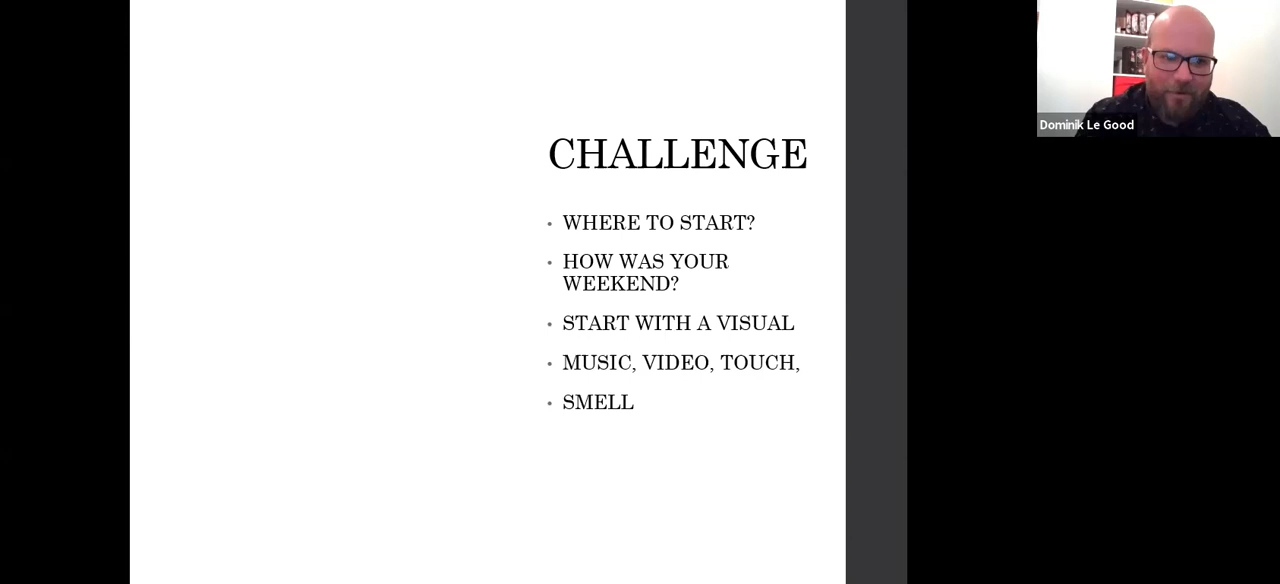 CHALLENGE
• WHERE TO START?
• HOW WAS YOUR
WEEKEND?
• START WITH A VISUAL
• MUSIC, VIDEO, TOUCH,
• SMELL
Dominik Le Good